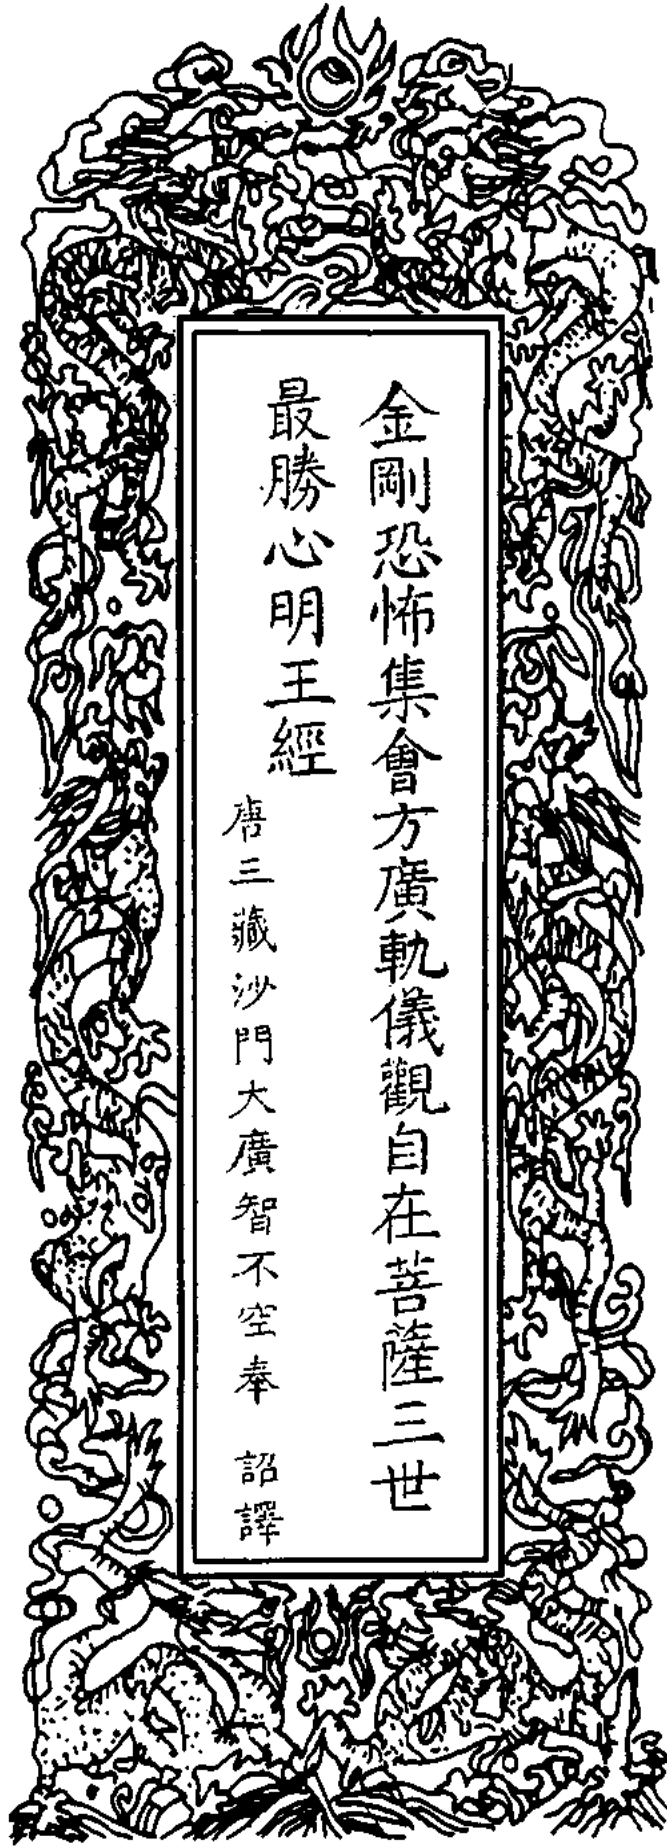 金剛恐怖集會方廣軌儀觀自在菩薩三世
最勝心明王經
唐三藏沙門大廣智不空奉　詔譯